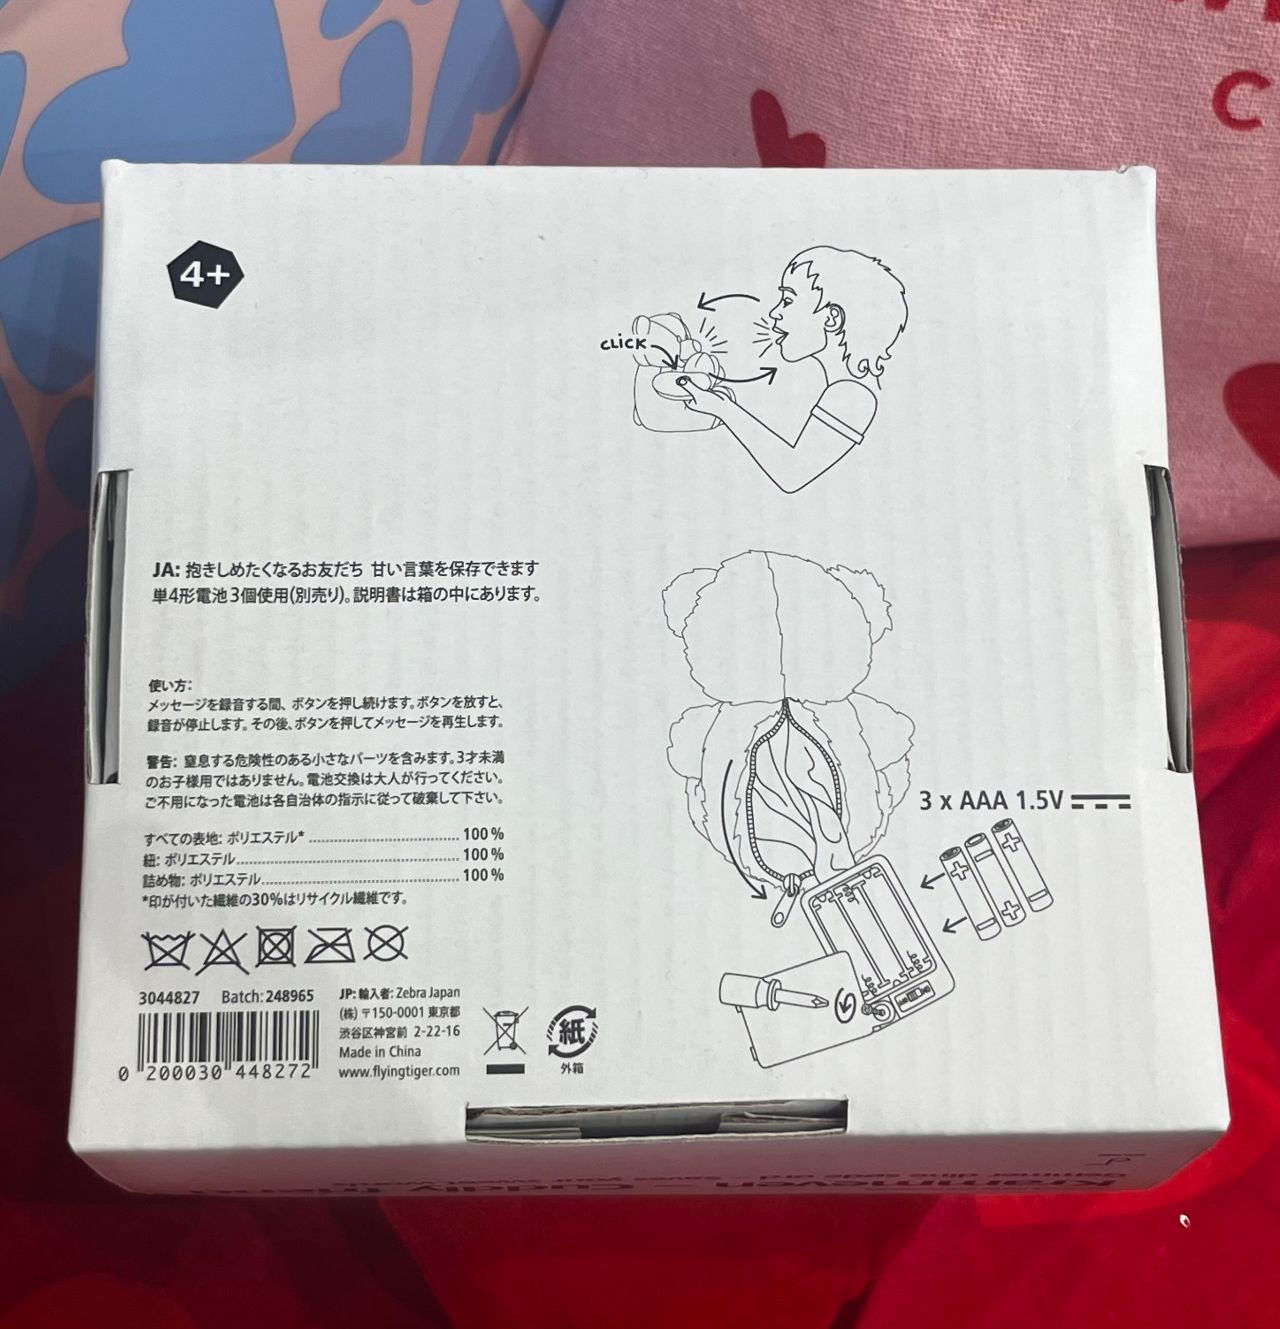 C
4+
CLICK
JA: 抱きしめたくなるお友だち 甘い言葉を保存できます
単4形電池3個使用(別売り)。説明書は箱の中にあります。
使い方:
メッセージを録音する間、ボタンを押し続けます。ボタンを放すと、
録音が停止します。その後、ボタンを押してメッセージを再生します。
警告: 窒息する危険性のある小さなパーツを含みます。3才未満
のお子様用ではありません。電池交換は大人が行ってください。
ご不用になった電池は各自治体の指示に従って破棄して下さい。
3 x AAA 1.5V
すべての表地: ポリエステル* 100 %
紐: ポリエステル 100 %
詰め物: ポリエステル 100 %
*印が付いた繊維の30%はリサイクル繊維です。
3044827 Batch: 248965
0 200030 448272
JP: 輸入者: Zebra Japan
(株) 〒150-0001 東京都
渋谷区神宮前 2-22-16
Made in China
www.flyingtiger.com
紙
外箱
Krammeven
Cuddly friend